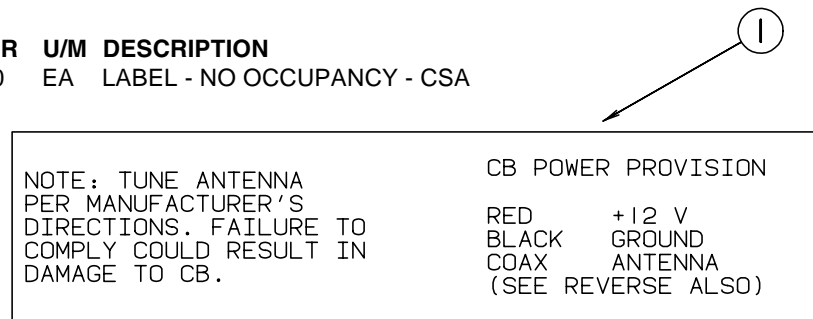 R U/M DESCRIPTION
0 EA LABEL - NO OCCUPANCY - CSA
1
NOTE: TUNE ANTENNA
PER MANUFACTURER'S
DIRECTIONS. FAILURE TO
COMPLY COULD RESULT IN
DAMAGE TO CB.
CB POWER PROVISION
RED +12 V
BLACK GROUND
COAX ANTENNA
(SEE REVERSE ALSO)